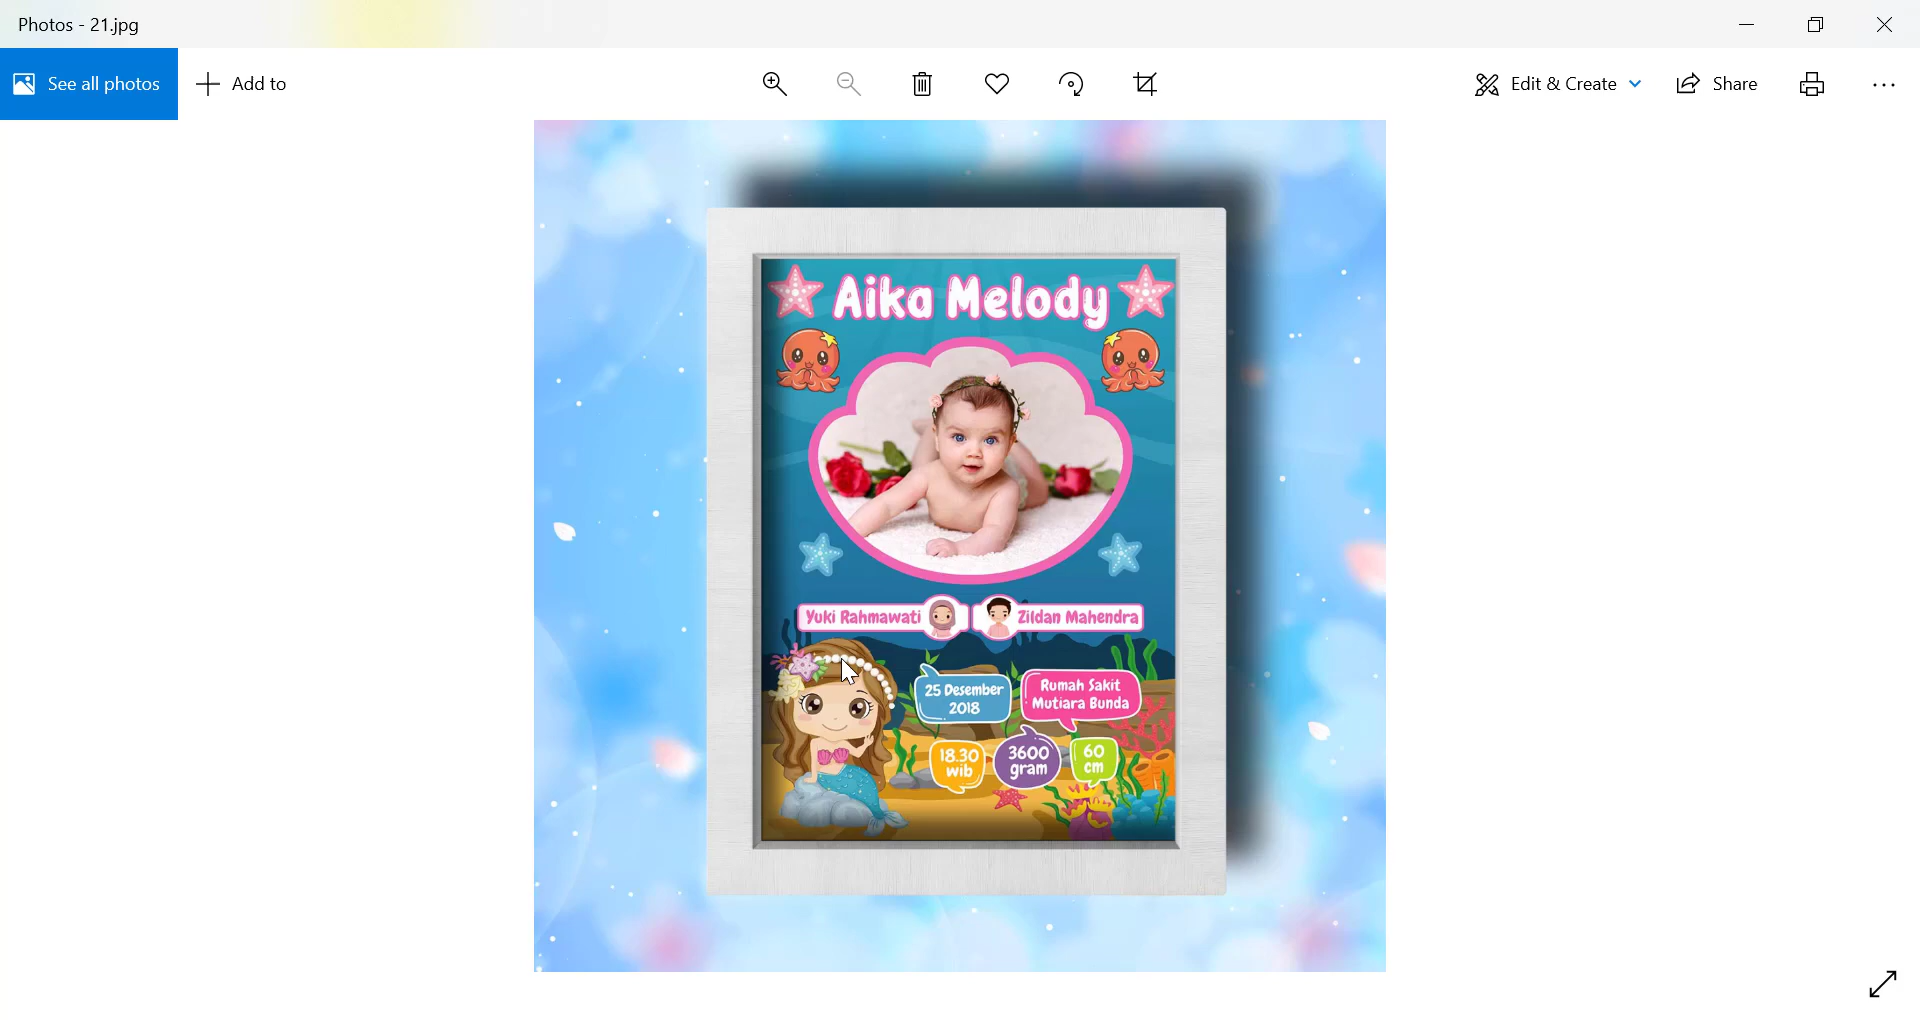 Photos - 21.jpg
See all photos
Add to
Edit & Create
Share
Aika Melody
Yuki Rahmawati
Zildan Mahendra
25 Desember
2018
Rumah Sakit
Mutiara Bunda
18.30
wib
3600
gram
60
cm